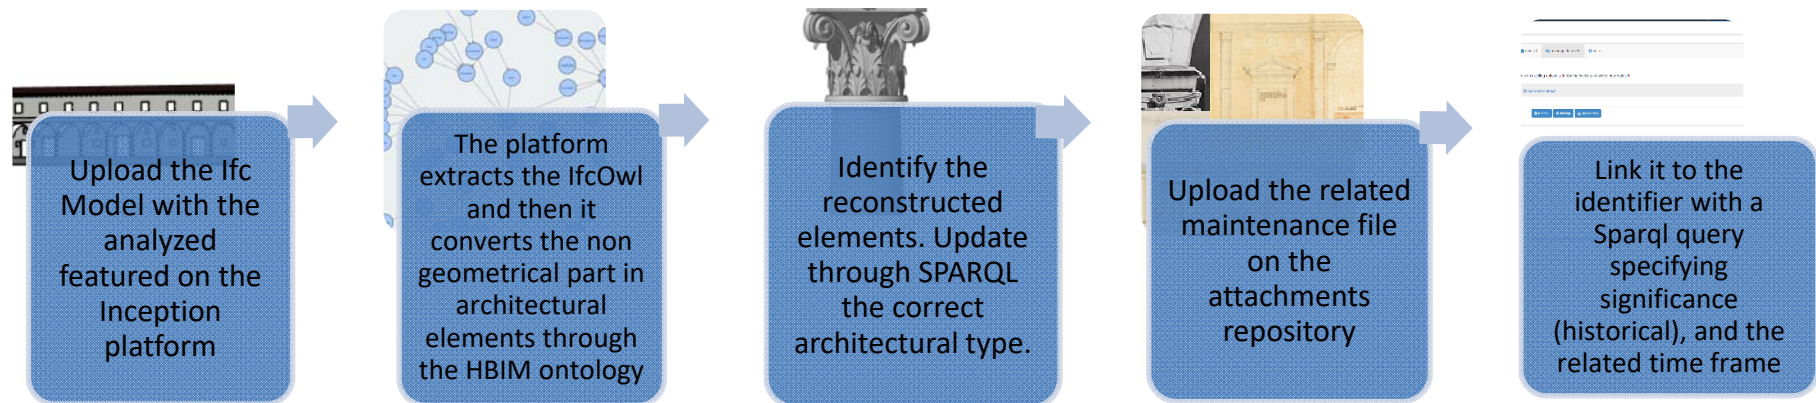 Upload the Ifc
Model with the
analyzed
featured on the
Inception
platform
The platform
extracts the IfcOwl
and then it
converts the non
geometrical part in
architectural
elements through
the HBIM ontology
Identify the
reconstructed
elements. Update
through SPARQL
the correct
architectural type.
Upload the related
maintenance file
on the
attachments
repository
Link it to the
identifier with a
Sparql query
specifying
significance
(historical), and the
related time frame